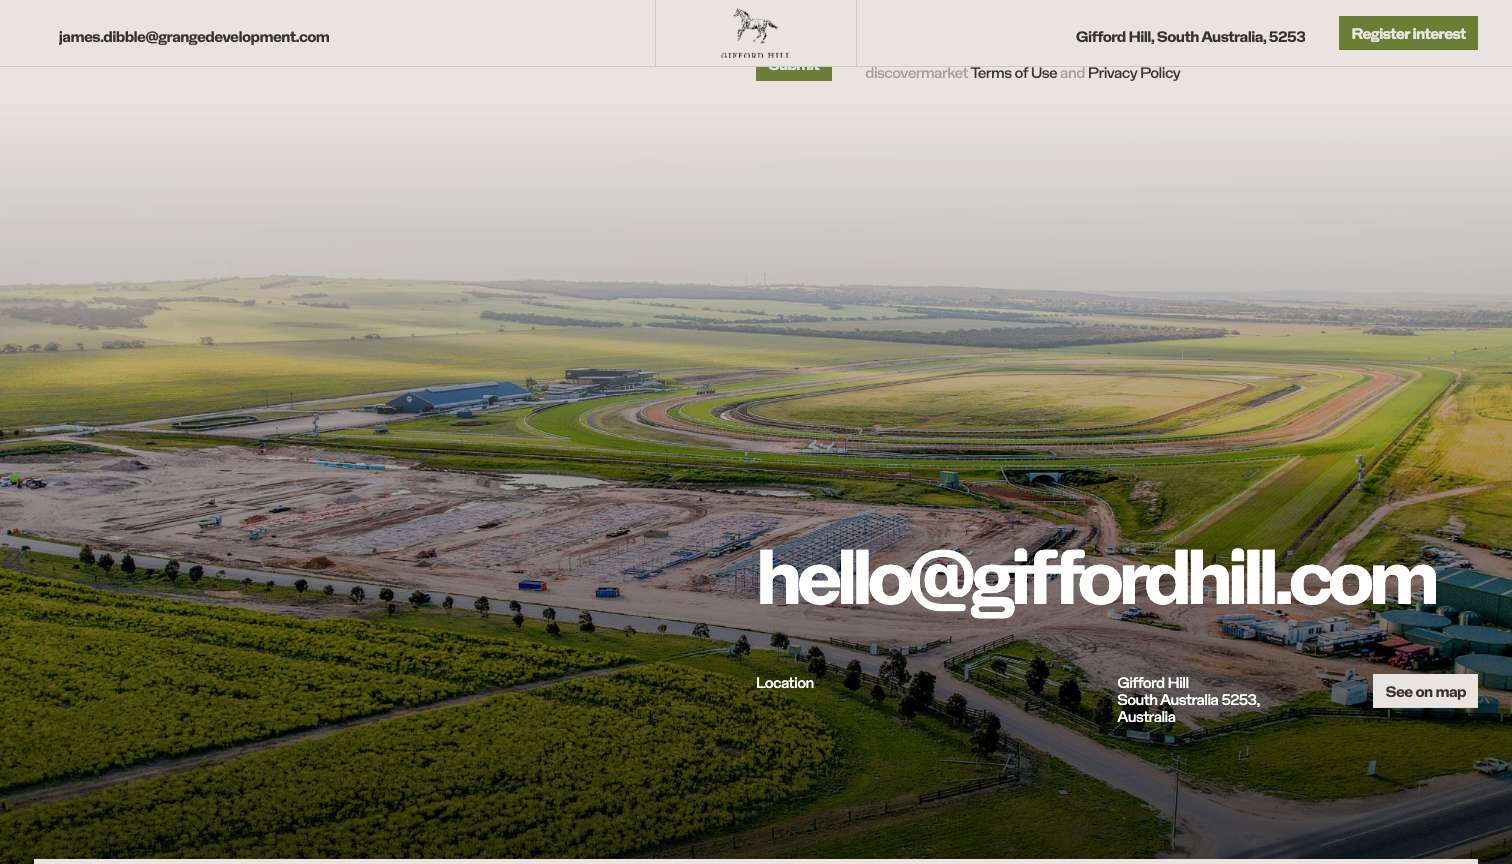 james.dibble@grangedevelopment.com
GIFFORD HILL
Gifford Hill, South Australia, 5253
Register interest
Submit
discovermarket Terms of Use and Privacy Policy
hello@giffordhill.com
Location
Gifford Hill
South Australia 5253,
Australia
See on map